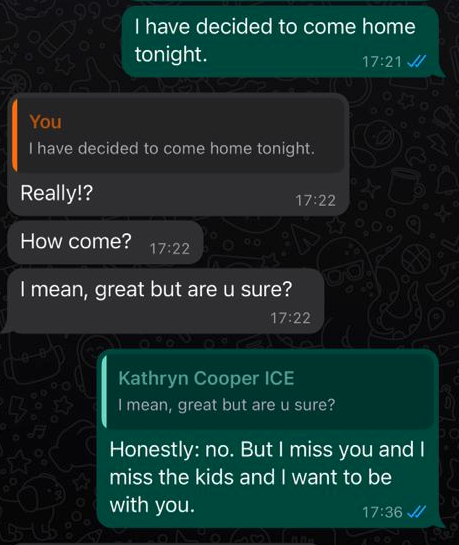 I have decided to come home
tonight.
17:21
You
I have decided to come home tonight.
Really!?
17:22
How come?
17:22
I mean, great but are u sure?
17:22
Kathryn Cooper ICE
I mean, great but are u sure?
Honestly: no. But I miss you and I
miss the kids and I want to be
with you.
17:36